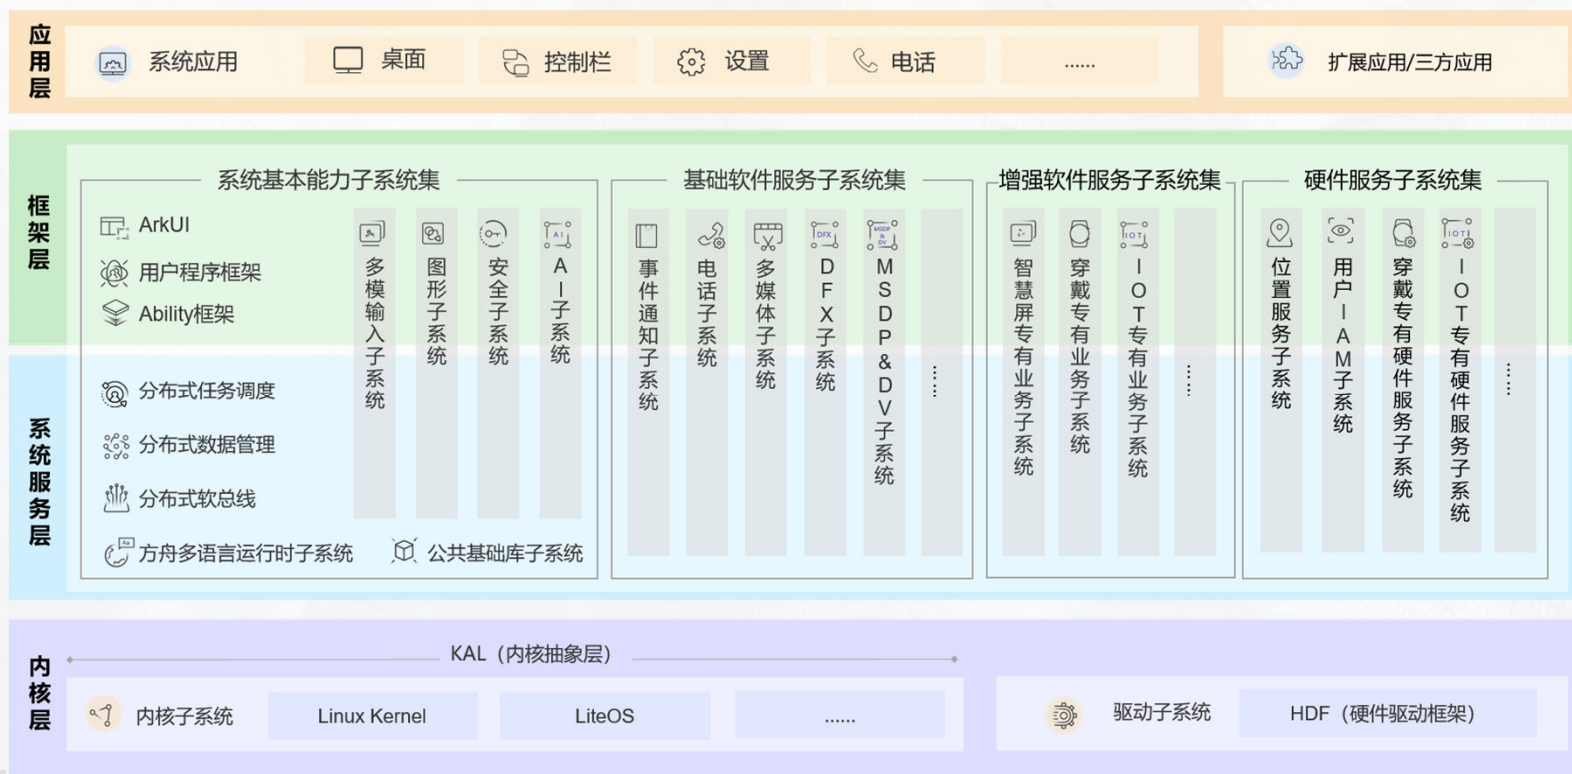 应用层
系统应用
桌面
控制栏
设置
电话
......
扩展应用/三方应用
框架层
系统基本能力子系统集
ArkUI
用户程序框架
Ability框架
多模输入子系统
图形子系统
安全子系统
AI子系统
基础软件服务子系统集
事件通知子系统
电话子系统
多媒体子系统
DFX
DFX子系统
MSDP & DV
MSDP&DV子系统
......
增强软件服务子系统集
智慧屏专有业务子系统
穿戴专有业务子系统
IOT
IOT专有业务子系统
......
硬件服务子系统集
位置服务子系统
用户IAM子系统
穿戴专有硬件服务子系统
IOT
IOT专有硬件服务子系统
......
系统服务层
分布式任务调度
分布式数据管理
分布式软总线
方舟多语言运行时子系统
公共基础库子系统
内核层
KAL（内核抽象层）
内核子系统
Linux Kernel
LiteOS
......
驱动子系统
HDF（硬件驱动框架）